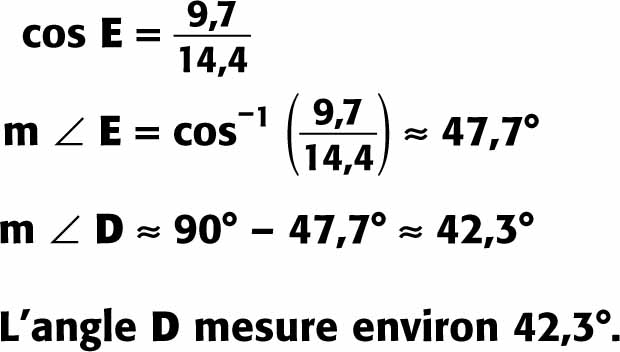 cos E = 9,7/14,4
m ∠ E = cos⁻¹ (9,7/14,4) ≈ 47,7°
m ∠ D ≈ 90° – 47,7° ≈ 42,3°
L’angle D mesure environ 42,3°.